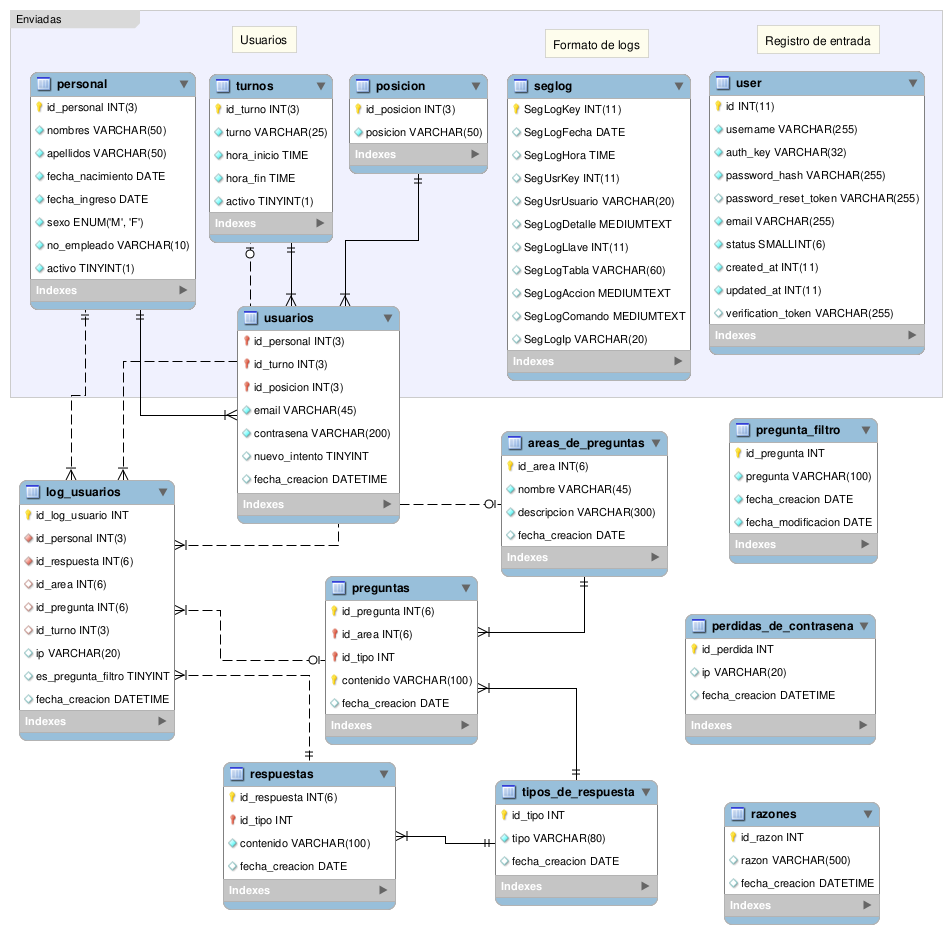 Enviadas
Usuarios
Formato de logs
Registro de entrada
personal
id_personal INT(3)
nombres VARCHAR(50)
apellidos VARCHAR(50)
fecha_nacimiento DATE
fecha_ingreso DATE
sexo ENUM('M', 'F')
no_empleado VARCHAR(10)
activo TINYINT(1)
Indexes
turnos
id_turno INT(3)
turno VARCHAR(25)
hora_inicio TIME
hora_fin TIME
activo TINYINT(1)
Indexes
posicion
id_posicion INT(3)
posicion VARCHAR(50)
Indexes
seglog
SegLogKey INT(11)
SegLogFecha DATE
SegLogHora TIME
SegUsrKey INT(11)
SegUsrUsuario VARCHAR(20)
SegLogDetalle MEDIUMTEXT
SegLogLlave INT(11)
SegLogTabla VARCHAR(60)
SegLogAccion MEDIUMTEXT
SegLogComando MEDIUMTEXT
SegLogIp VARCHAR(20)
Indexes
user
id INT(11)
username VARCHAR(255)
auth_key VARCHAR(32)
password_hash VARCHAR(255)
password_reset_token VARCHAR(255)
email VARCHAR(255)
status SMALLINT(6)
created_at INT(11)
updated_at INT(11)
verification_token VARCHAR(255)
Indexes
usuarios
id_personal INT(3)
id_turno INT(3)
id_posicion INT(3)
email VARCHAR(45)
contrasena VARCHAR(200)
nuevo_intento TINYINT
fecha_creacion DATETIME
Indexes
areas_de_preguntas
id_area INT(6)
nombre VARCHAR(45)
descripcion VARCHAR(300)
fecha_creacion DATE
Indexes
pregunta_filtro
id_pregunta INT
pregunta VARCHAR(100)
fecha_creacion DATE
fecha_modificacion DATE
Indexes
log_usuarios
id_log_usuario INT
id_personal INT(3)
id_respuesta INT(6)
id_area INT(6)
id_pregunta INT(6)
id_turno INT(3)
ip VARCHAR(20)
es_pregunta_filtro TINYINT
fecha_creacion DATETIME
Indexes
preguntas
id_pregunta INT(6)
id_area INT(6)
id_tipo INT
contenido VARCHAR(100)
fecha_creacion DATE
Indexes
perdidas_de_contrasena
id_perdida INT
ip VARCHAR(20)
fecha_creacion DATETIME
Indexes
respuestas
id_respuesta INT(6)
id_tipo INT
contenido VARCHAR(100)
fecha_creacion DATE
Indexes
tipos_de_respuesta
id_tipo INT
tipo VARCHAR(80)
fecha_creacion DATE
Indexes
razones
id_razon INT
razon VARCHAR(500)
fecha_creacion DATETIME
Indexes